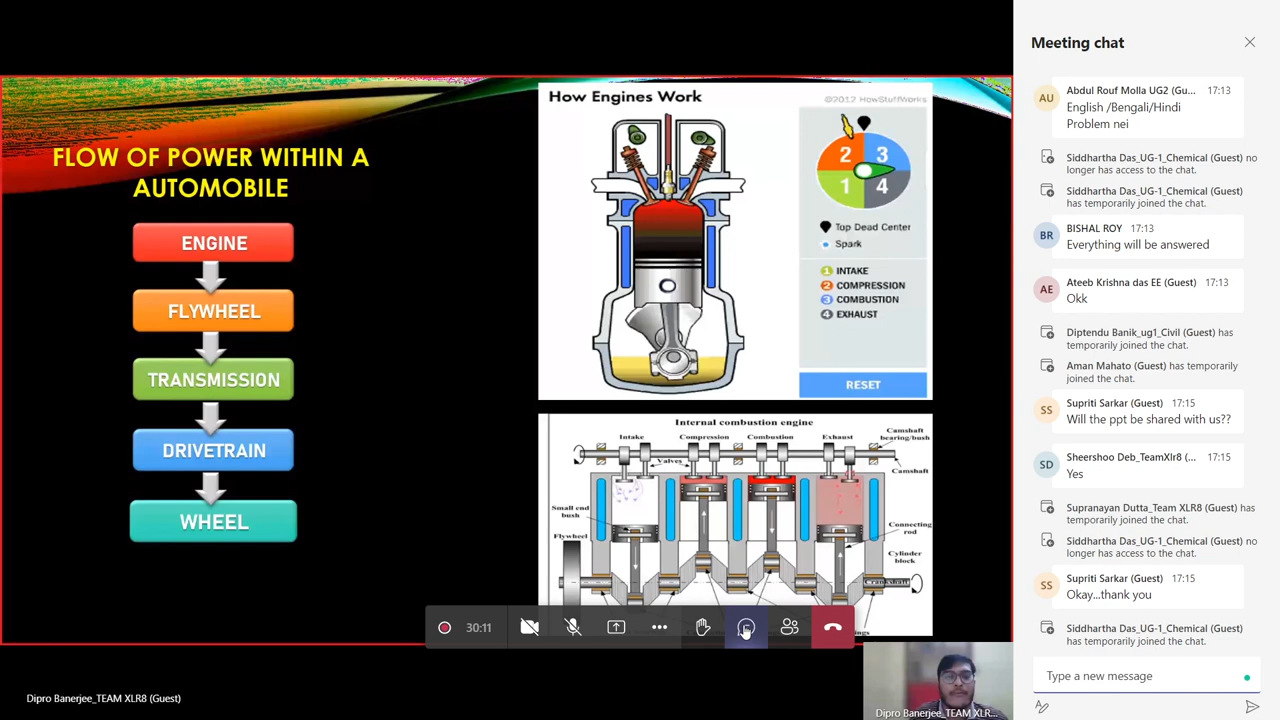 FLOW OF POWER WITHIN A
AUTOMOBILE
ENGINE
FLYWHEEL
TRANSMISSION
DRIVETRAIN
WHEEL
How Engines Work
©2012 HowStuffWorks
2
3
1
4
Top Dead Center
Spark
1 INTAKE
2 COMPRESSION
3 COMBUSTION
4 EXHAUST
RESET
Internal combustion engine
Intake
Compression
Combustion
Exhaust
Camshaft
bearing/bush
Valves
Camshaft
Small end
bush
Flywheel
Connecting
rod
Cylinder
block
Crankshaft
30:11
Dipro Banerjee_TEAM XLR8 (Guest)
Dipro Banerjee_TEAM XLR...
Meeting chat
AU
Abdul Rouf Molla UG2 (Gu... 17:13
English /Bengali/Hindi
Problem nei
Siddhartha Das_UG-1_Chemical (Guest) no
longer has access to the chat.
Siddhartha Das_UG-1_Chemical (Guest)
has temporarily joined the chat.
BR
BISHAL ROY 17:13
Everything will be answered
AE
Ateeb Krishna das EE (Guest) 17:13
Okk
Diptendu Banik_ug1_Civil (Guest) has
temporarily joined the chat.
Aman Mahato (Guest) has temporarily
joined the chat.
SS
Supriti Sarkar (Guest) 17:15
Will the ppt be shared with us??
SD
Sheershoo Deb_TeamXlr8 (... 17:15
Yes
Supranayan Dutta_Team XLR8 (Guest) has
temporarily joined the chat.
Siddhartha Das_UG-1_Chemical (Guest) no
longer has access to the chat.
SS
Supriti Sarkar (Guest) 17:15
Okay...thank you
Siddhartha Das_UG-1_Chemical (Guest)
has temporarily joined the chat.
Type a new message